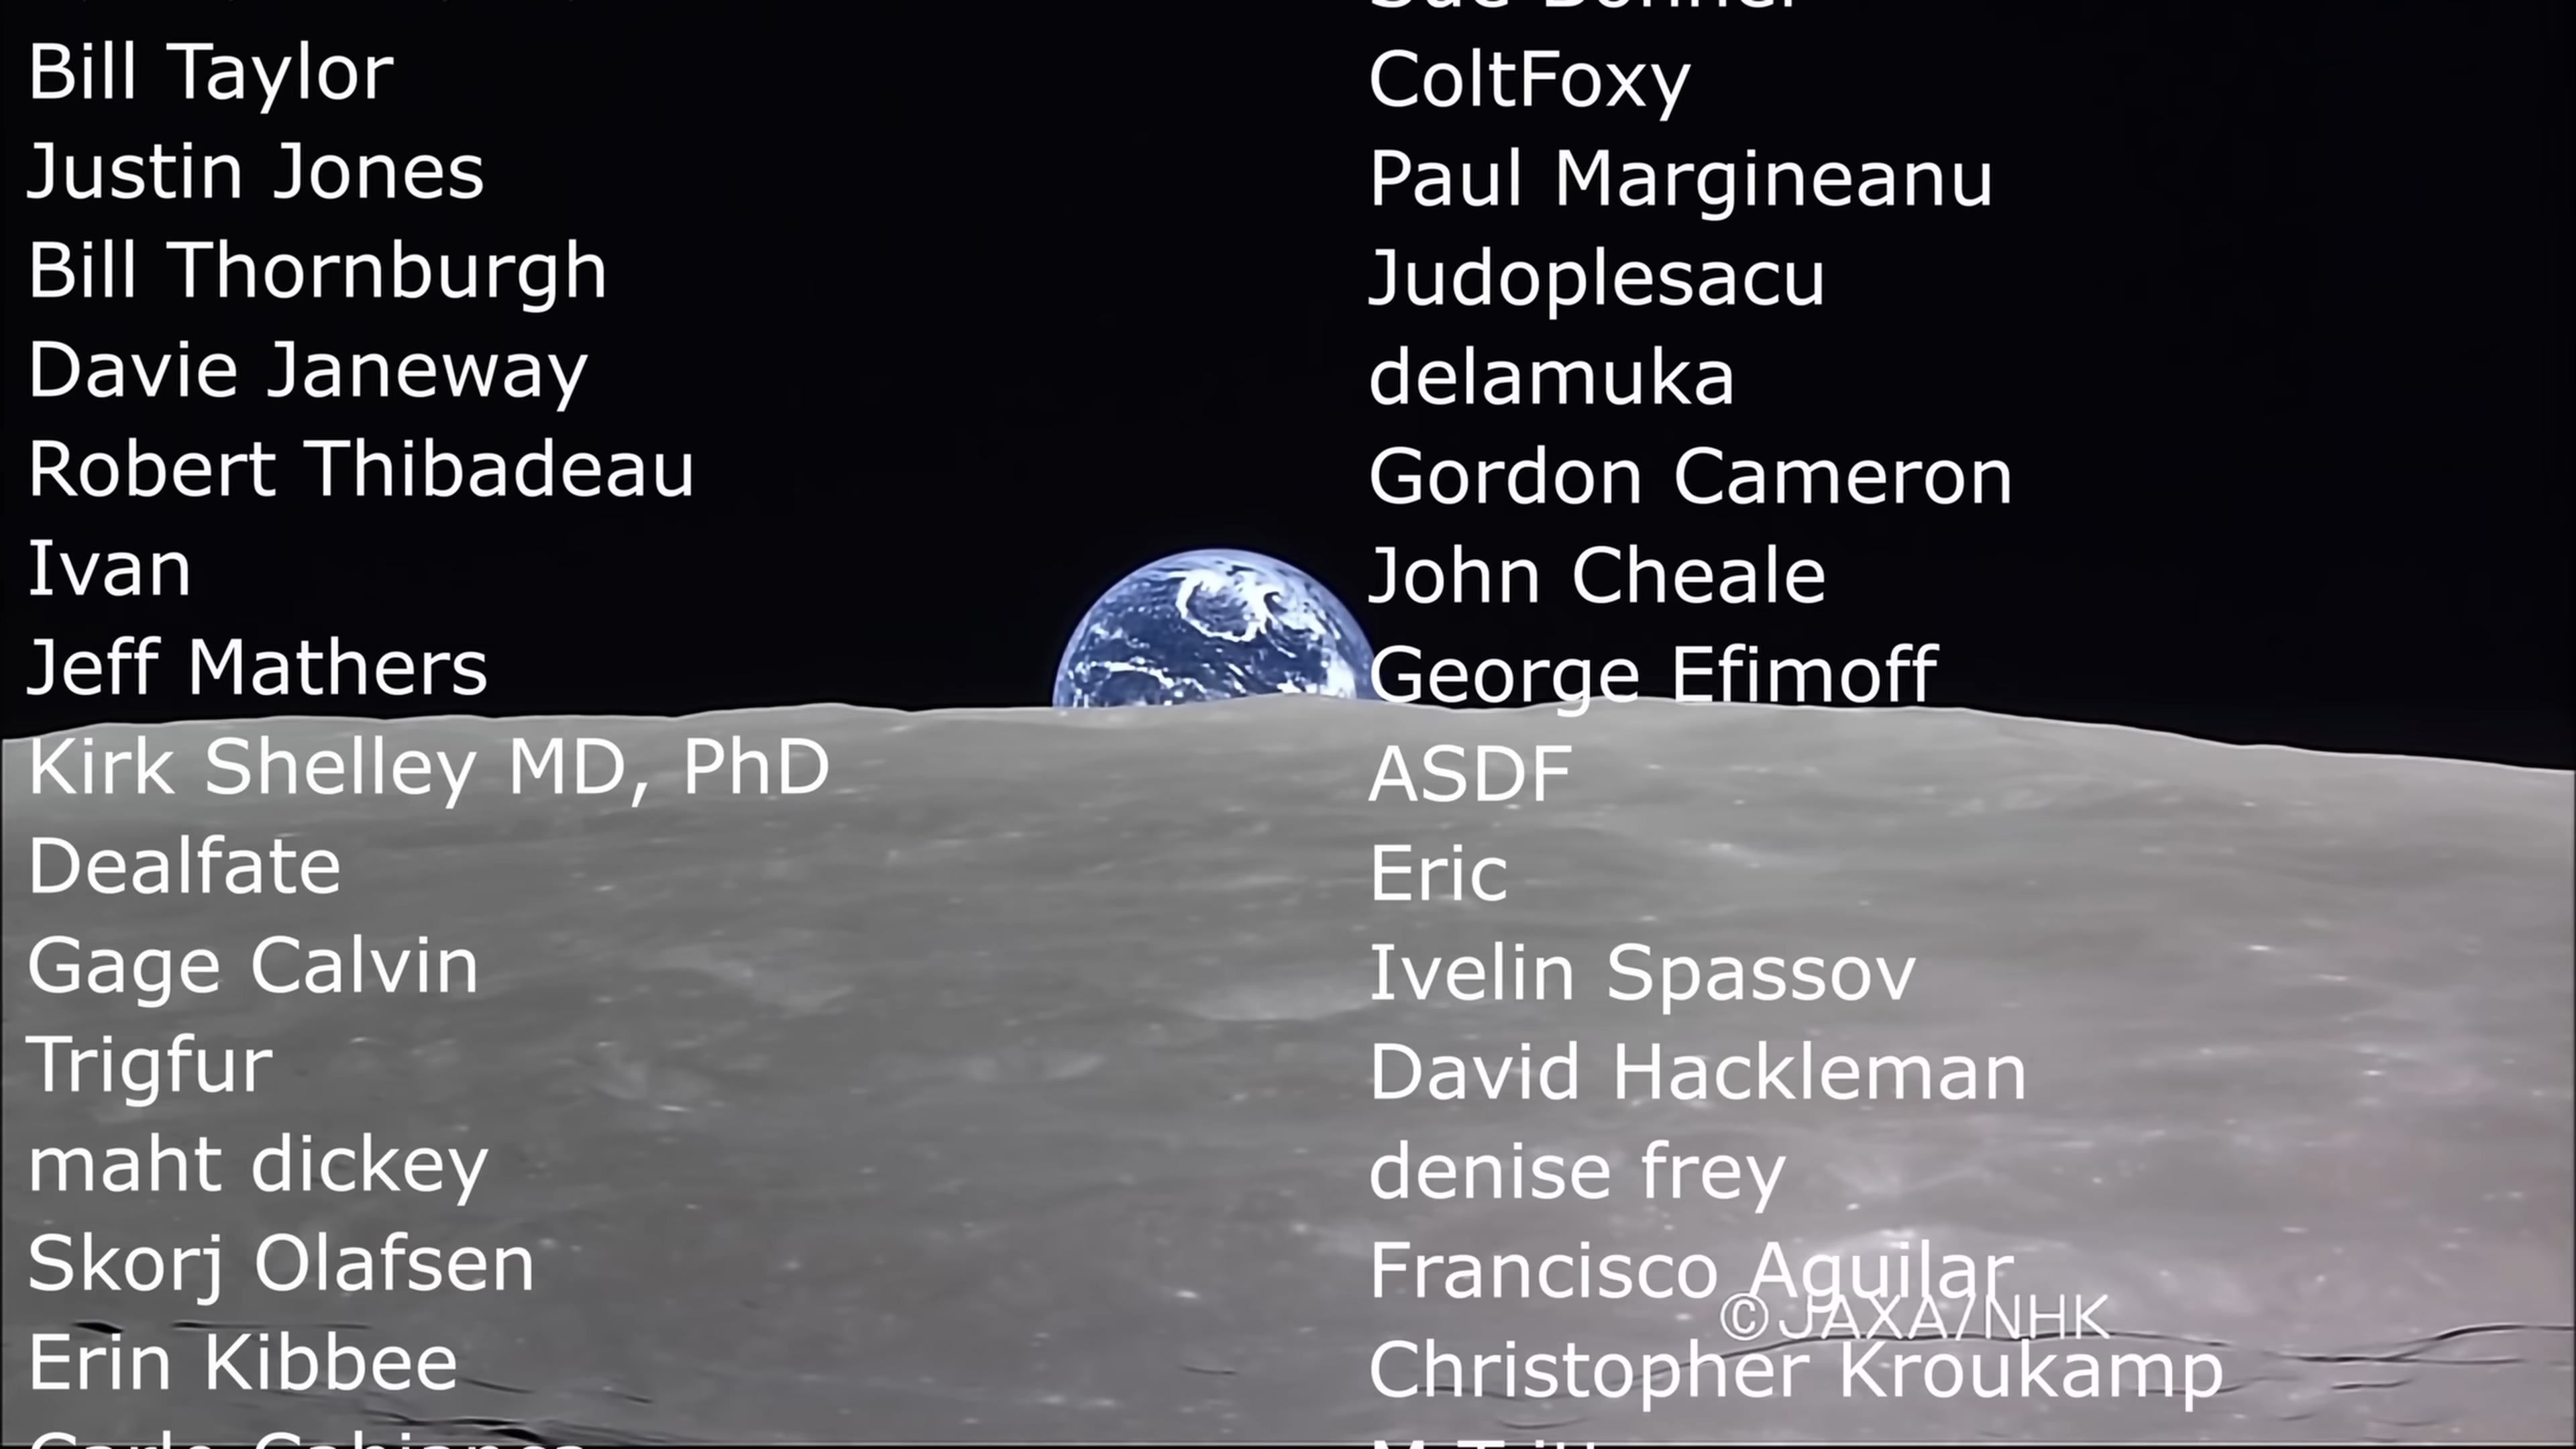 Bill Taylor
Justin Jones
Bill Thornburgh
Davie Janeway
Robert Thibadeau
Ivan
Jeff Mathers
Kirk Shelley MD, PhD
Dealfate
Gage Calvin
Trigfur
maht dickey
Skorj Olafsen
Erin Kibbee
ColtFoxy
Paul Margineanu
Judoplesacu
delamuka
Gordon Cameron
John Cheale
George Efimoff
ASDF
Eric
Ivelin Spassov
David Hackleman
denise frey
Francisco Aguilar
©JAXA/NHK
Christopher Kroukamp